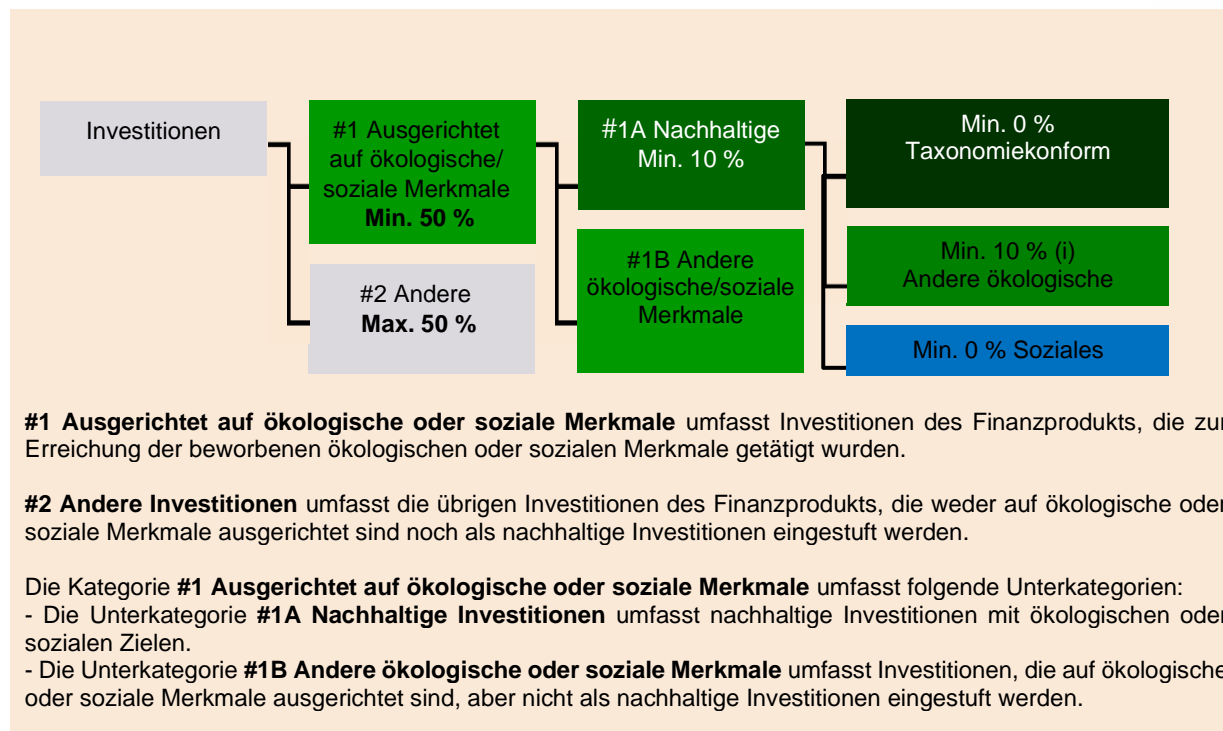 Investitionen
#1 Ausgerichtet
auf ökologische/
soziale Merkmale
Min. 50 %
#2 Andere
Max. 50 %
#1A Nachhaltige
Min. 10 %
#1B Andere
ökologische/soziale
Merkmale
Min. 0 %
Taxonomiekonform
Min. 10 % (i)
Andere ökologische
Min. 0 % Soziales
#1 Ausgerichtet auf ökologische oder soziale Merkmale umfasst Investitionen des Finanzprodukts, die zur
Erreichung der beworbenen ökologischen oder sozialen Merkmale getätigt wurden.
#2 Andere Investitionen umfasst die übrigen Investitionen des Finanzprodukts, die weder auf ökologische oder
soziale Merkmale ausgerichtet sind noch als nachhaltige Investitionen eingestuft werden.
Die Kategorie #1 Ausgerichtet auf ökologische oder soziale Merkmale umfasst folgende Unterkategorien:
- Die Unterkategorie #1A Nachhaltige Investitionen umfasst nachhaltige Investitionen mit ökologischen oder
sozialen Zielen.
- Die Unterkategorie #1B Andere ökologische oder soziale Merkmale umfasst Investitionen, die auf ökologische
oder soziale Merkmale ausgerichtet sind, aber nicht als nachhaltige Investitionen eingestuft werden.